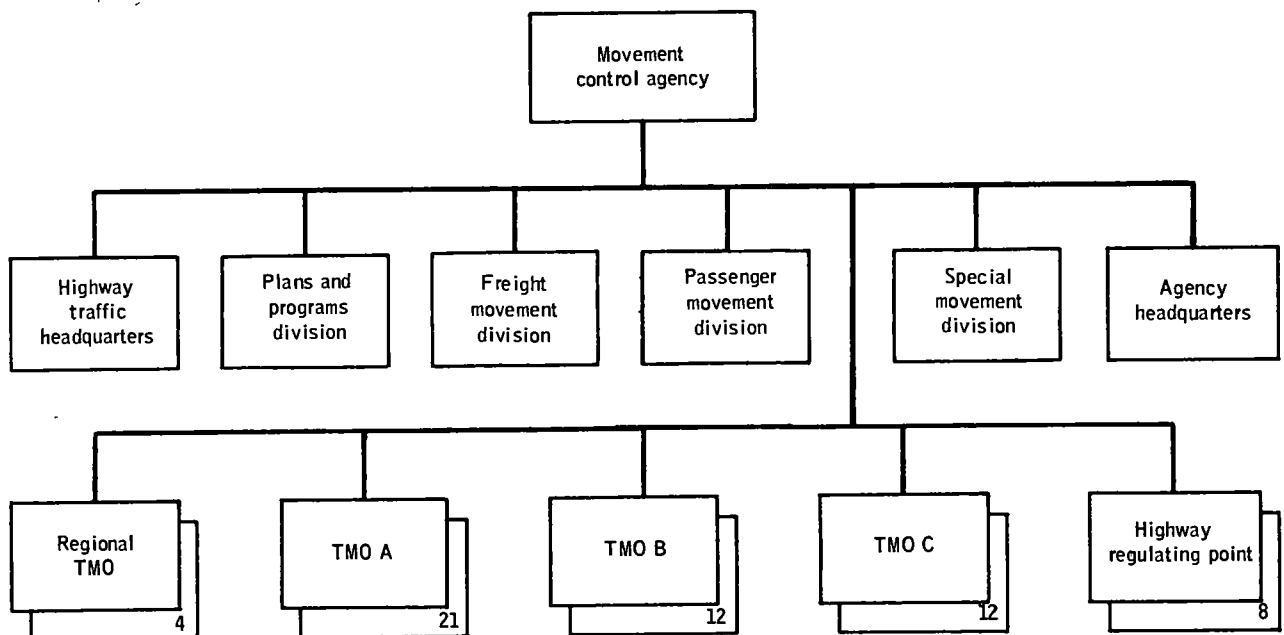 Movement
control agency
Highway
traffic
headquarters
Plans and
programs
division
Freight
movement
division
Passenger
movement
division
Special
movement
division
Agency
headquarters
Regional
TMO
4
TMO A
21
TMO B
12
TMO C
12
Highway
regulating point
8